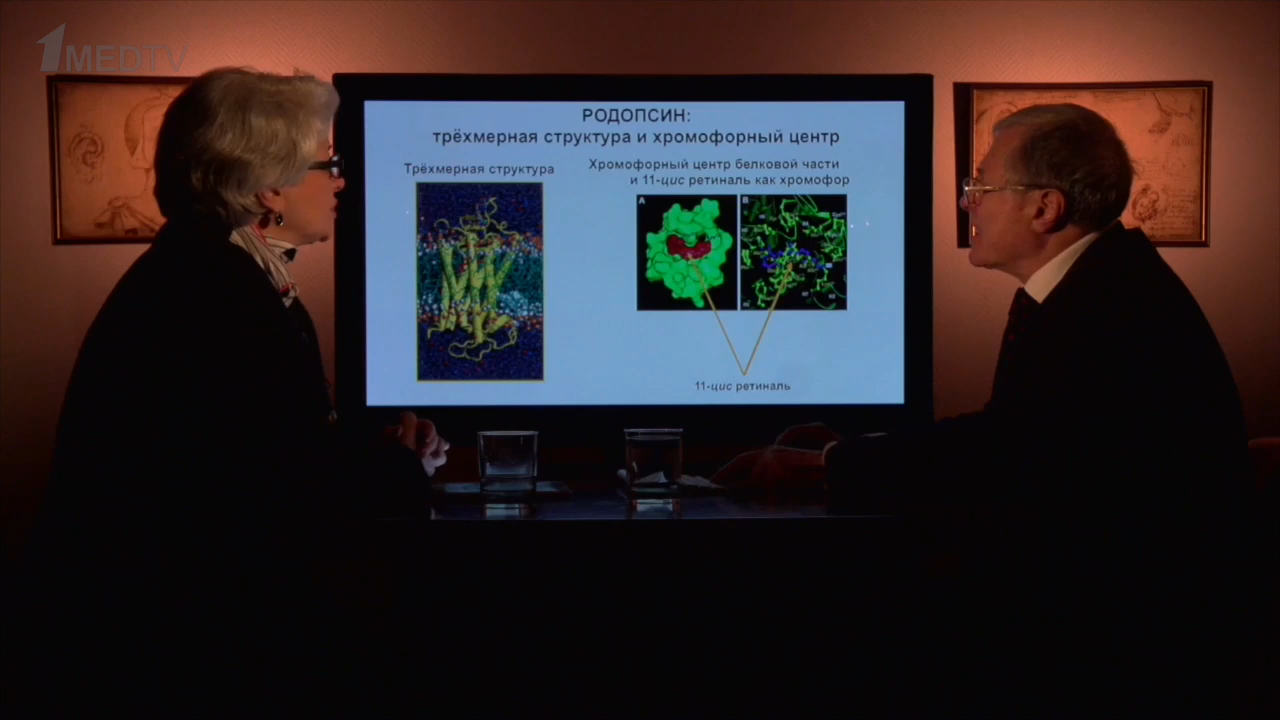 1MEDTV
РОДОПСИН:
трёхмерная структура и хромофорный центр
Трёхмерная структура
Хромофорный центр белковой части
и 11-цис ретиналь как хромофор
A
B
11-цис ретиналь